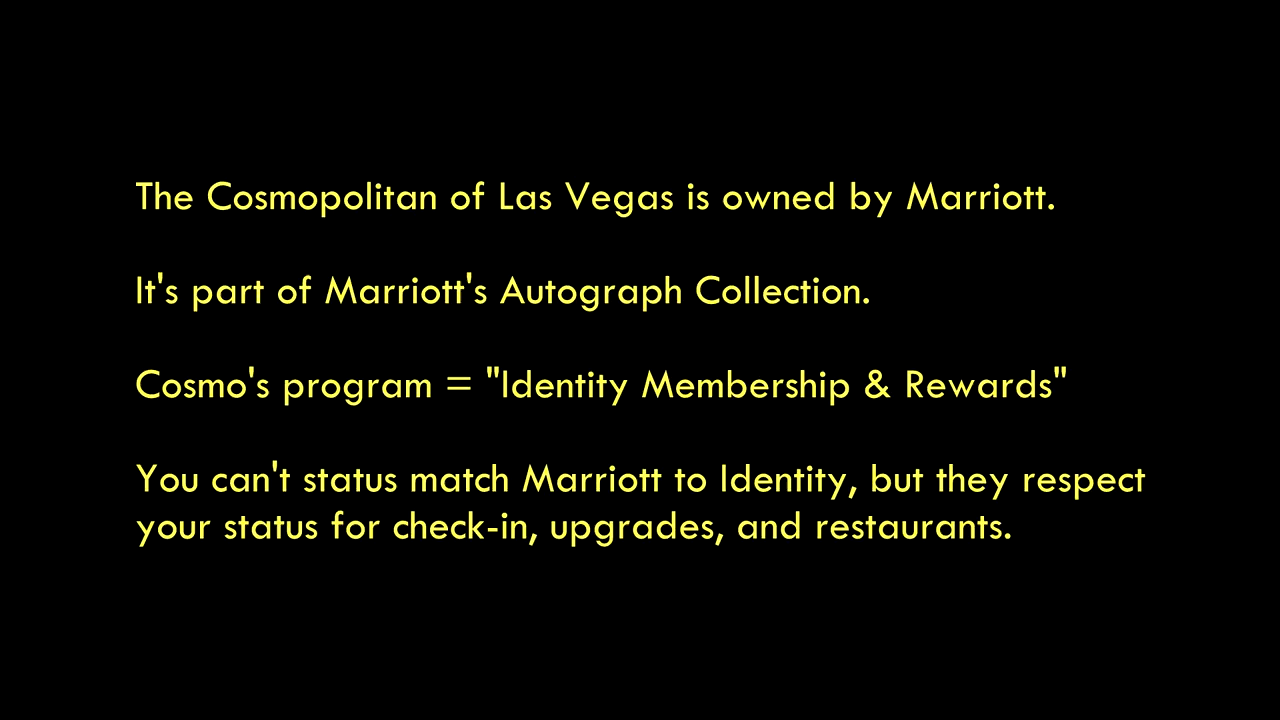 The Cosmopolitan of Las Vegas is owned by Marriott.
It's part of Marriott's Autograph Collection.
Cosmo's program = "Identity Membership & Rewards"
You can't status match Marriott to Identity, but they respect
your status for check-in, upgrades, and restaurants.